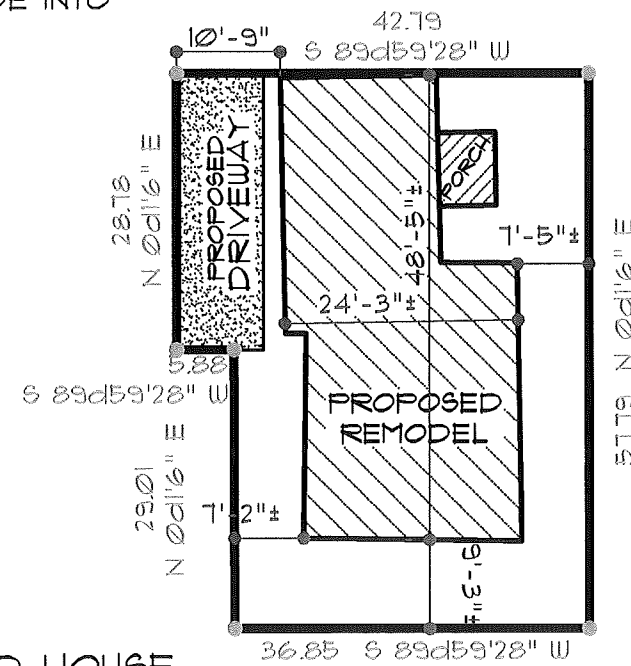 DE INTO
42.79
10'-9"
S 89d59'28" W
28.78
N 0d1'6" E
PROPOSED
DRIVEWAY
PORCH
48'-5"±
7'-5"±
24'-3"±
57.79 N 0d1'6" E
5.88
S 89d59'28" W
PROPOSED
REMODEL
29.01
N 0d1'6" E
7'-2"±
9'-3"±
36.85 S 89d59'28" W